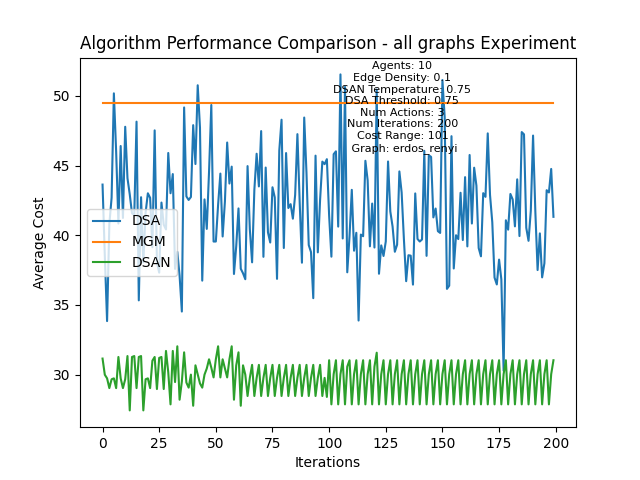 Algorithm Performance Comparison - all graphs Experiment
Agents: 10
Edge Density: 0.1
DSAN Temperature: 0.75
DSA Threshold: 0.75
Num Actions: 3
Num Iterations: 200
Cost Range: 101
Graph: erdos_renyi
50
45
40
35
30
Average Cost
DSA
MGM
DSAN
0 25 50 75 100 125 150 175 200
Iterations